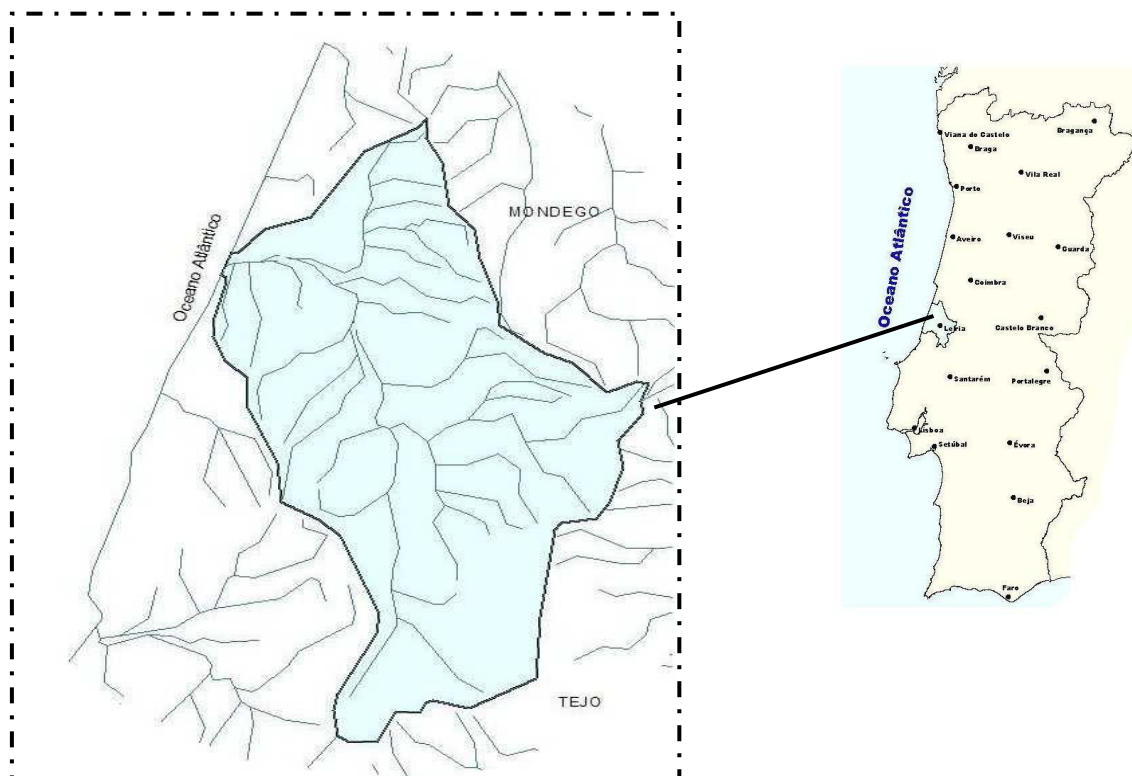 MONDEGO
Oceano Atlântico
TEJO
Oceano Atlântico
Viana do Castelo
Bragança
Braga
Vila Real
Porto
Aveiro
Viseu
Guarda
Coimbra
Leiria
Castelo Branco
Santarém
Portalegre
Lisboa
Setúbal
Évora
Beja
Faro